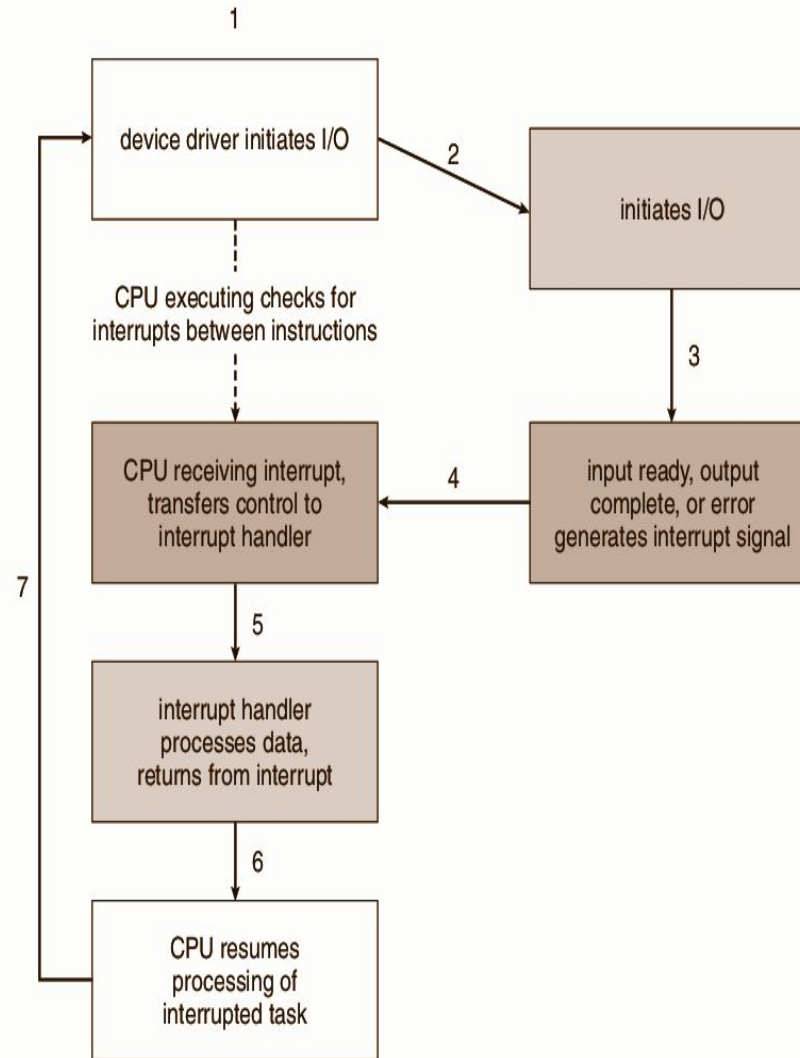 1
device driver initiates I/O
2
initiates I/O
CPU executing checks for
interrupts between instructions
3
CPU receiving interrupt,
transfers control to
interrupt handler
4
input ready, output
complete, or error
generates interrupt signal
7
5
interrupt handler
processes data,
returns from interrupt
6
CPU resumes
processing of
interrupted task